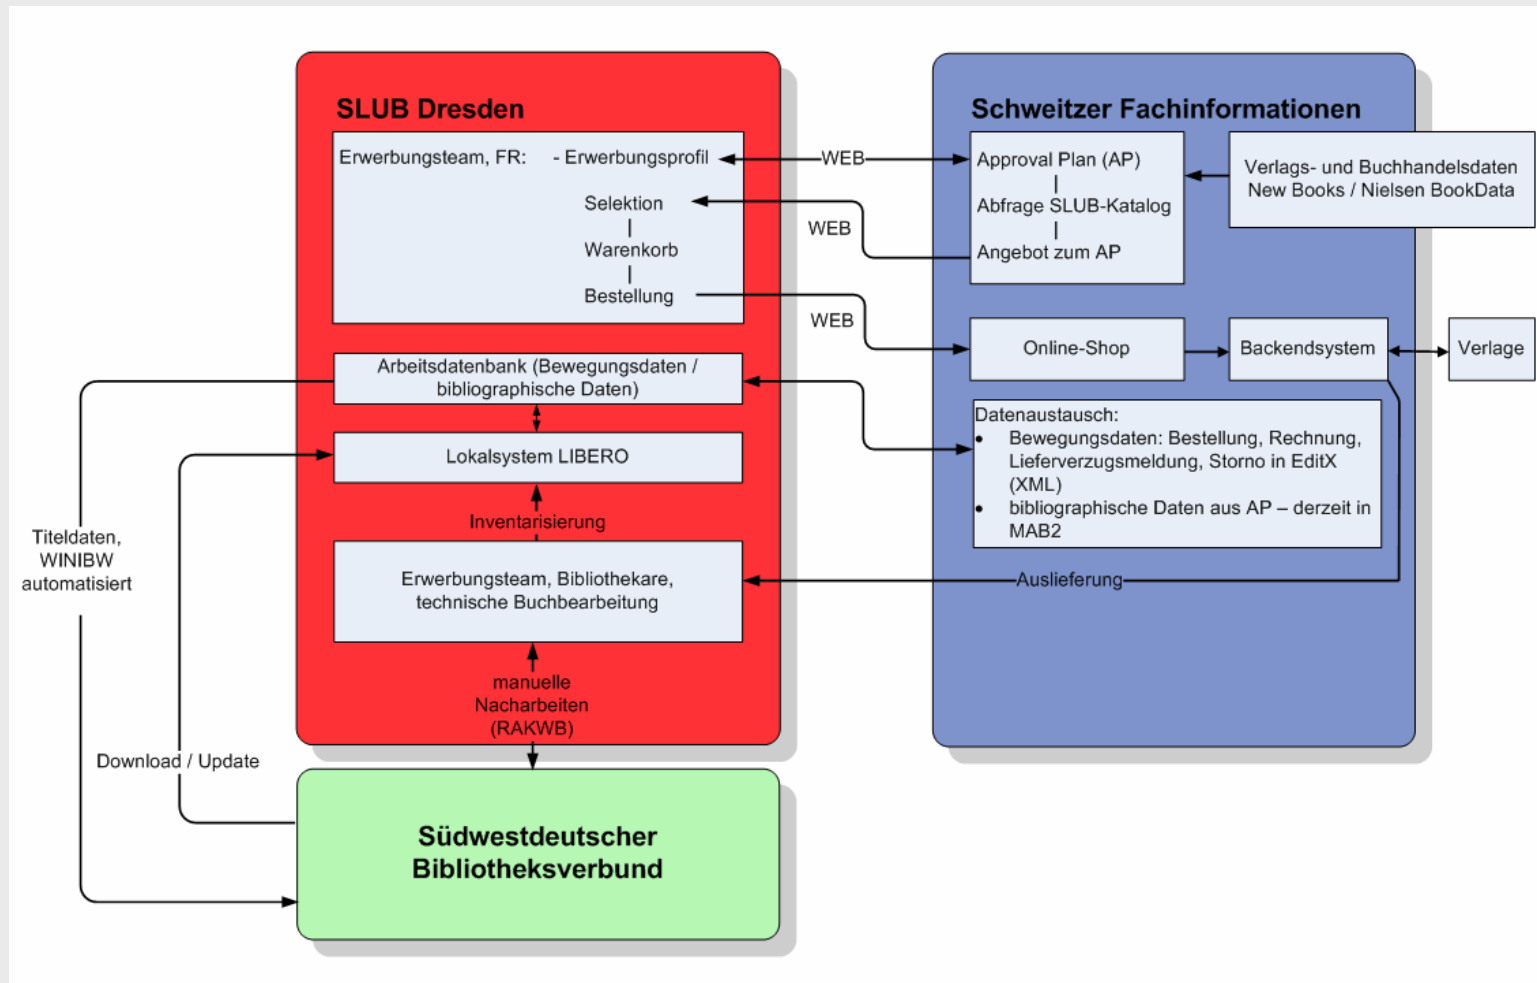 SLUB Dresden
Erwerbungsteam, FR: - Erwerbungsprofil
Selektion
|
Warenkorb
|
Bestellung
WEB
WEB
WEB
Schweitzer Fachinformationen
Approval Plan (AP)
|
Abfrage SLUB-Katalog
|
Angebot zum AP
Verlags- und Buchhandelsdaten
New Books / Nielsen BookData
Online-Shop
Backendsystem
Verlage
Arbeitsdatenbank (Bewegungsdaten /
bibliographische Daten)
Lokalsystem LIBERO
Inventarisierung
Erwerbungsteam, Bibliothekare,
technische Buchbearbeitung
Datenaustausch:
• Bewegungsdaten: Bestellung, Rechnung,
Lieferverzugsmeldung, Storno in EditX
(XML)
• bibliographische Daten aus AP – derzeit in
MAB2
Auslieferung
manuelle
Nacharbeiten
(RAKWB)
Titeldaten,
WINIBW
automatisiert
Download / Update
Südwestdeutscher
Bibliotheksverbund